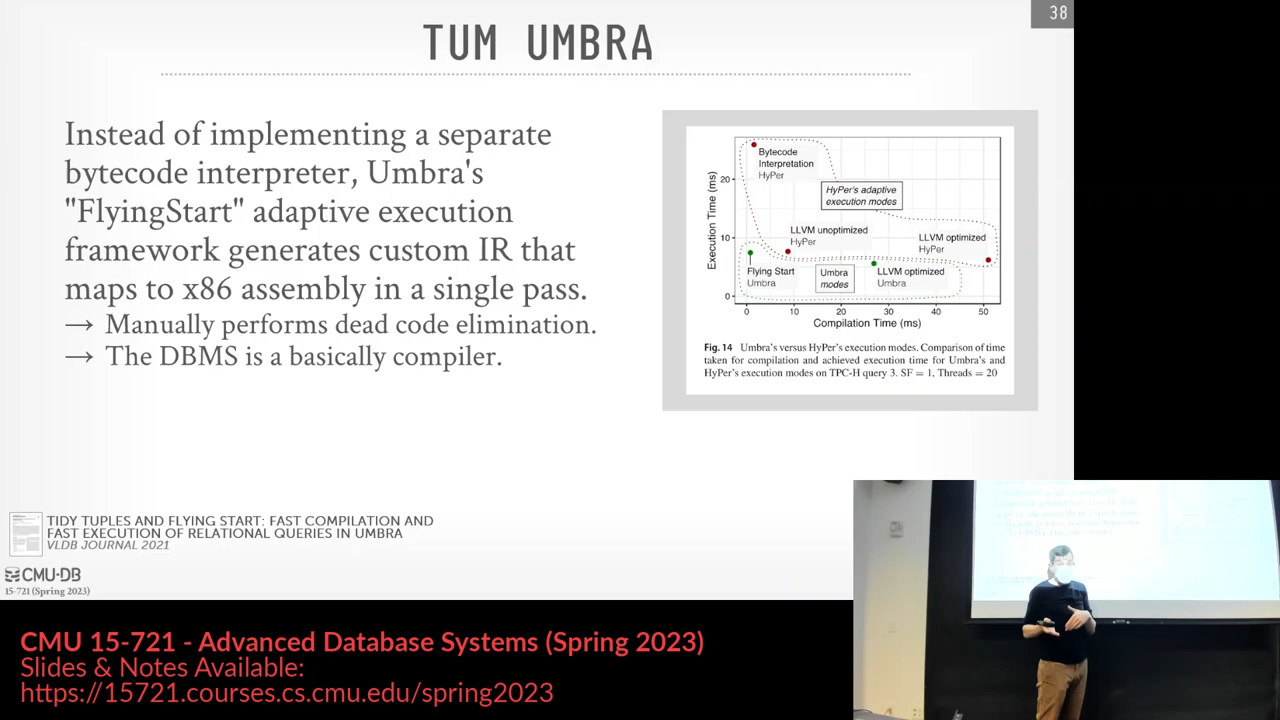 38
TUM UMBRA
Instead of implementing a separate
bytecode interpreter, Umbra's
"FlyingStart" adaptive execution
framework generates custom IR that
maps to x86 assembly in a single pass.
→ Manually performs dead code elimination.
→ The DBMS is a basically compiler.
Execution Time (ms)
20
10
0
Bytecode
Interpretation
HyPer
HyPer's adaptive
execution modes
LLVM unoptimized
HyPer
LLVM optimized
HyPer
Flying Start
Umbra
Umbra
modes
LLVM optimized
Umbra
0 10 20 30 40 50
Compilation Time (ms)
Fig. 14 Umbra's versus HyPer's execution modes. Comparison of time
taken for compilation and achieved execution time for Umbra's and
HyPer's execution modes on TPC-H query 3. SF = 1, Threads = 20
TIDY TUPLES AND FLYING START: FAST COMPILATION AND
FAST EXECUTION OF RELATIONAL QUERIES IN UMBRA
VLDB JOURNAL 2021
CMU·DB
15-721 (Spring 2023)
CMU 15-721 - Advanced Database Systems (Spring 2023)
Slides & Notes Available:
https://15721.courses.cs.cmu.edu/spring2023